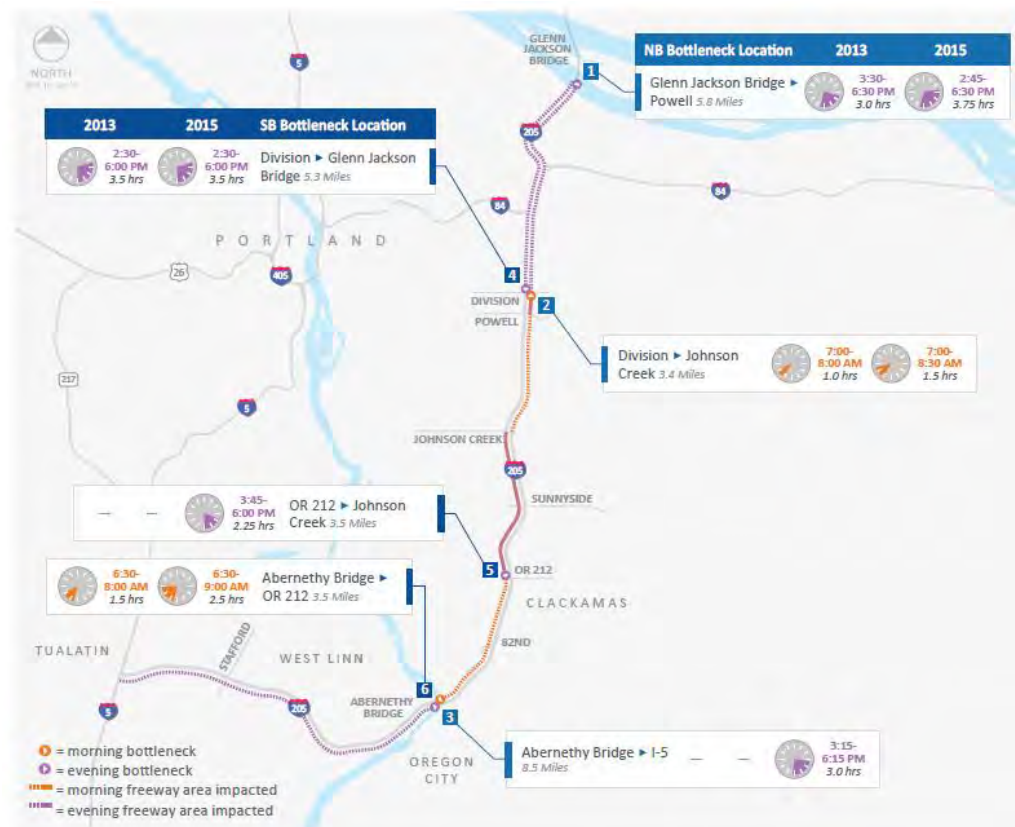 GLENN
JACKSON
BRIDGE
NORTH
5
1
NB Bottleneck Location 2013 2015
Glenn Jackson Bridge ►
Powell 5.8 Miles
3:30-
6:30 PM
3.0 hrs
2:45-
6:30 PM
3.75 hrs
2013 2015 SB Bottleneck Location
2:30-
6:00 PM
3.5 hrs
2:30-
6:00 PM
3.5 hrs
Division ► Glenn Jackson
Bridge 5.3 Miles
205
84
84
PORTLAND
26
405
4
DIVISION
2
POWELL
Division ► Johnson
Creek 3.4 Miles
7:00-
8:00 AM
1.0 hrs
7:00-
8:30 AM
1.5 hrs
217
5
JOHNSON CREEK
205
SUNNYSIDE
— —
3:45-
6:00 PM
2.25 hrs
OR 212 ► Johnson
Creek 3.5 Miles
5
OR 212
6:30-
8:00 AM
1.5 hrs
6:30-
9:00 AM
2.5 hrs
Abernethy Bridge ►
OR 212 3.5 Miles
CLACKAMAS
82ND
TUALATIN
STAFFORD
WEST LINN
6
ABERNETHY
BRIDGE
3
205
5
OREGON
CITY
Abernethy Bridge ► I-5
8.5 Miles
— —
3:15-
6:15 PM
3.0 hrs
= morning bottleneck
= evening bottleneck
= morning freeway area impacted
= evening freeway area impacted